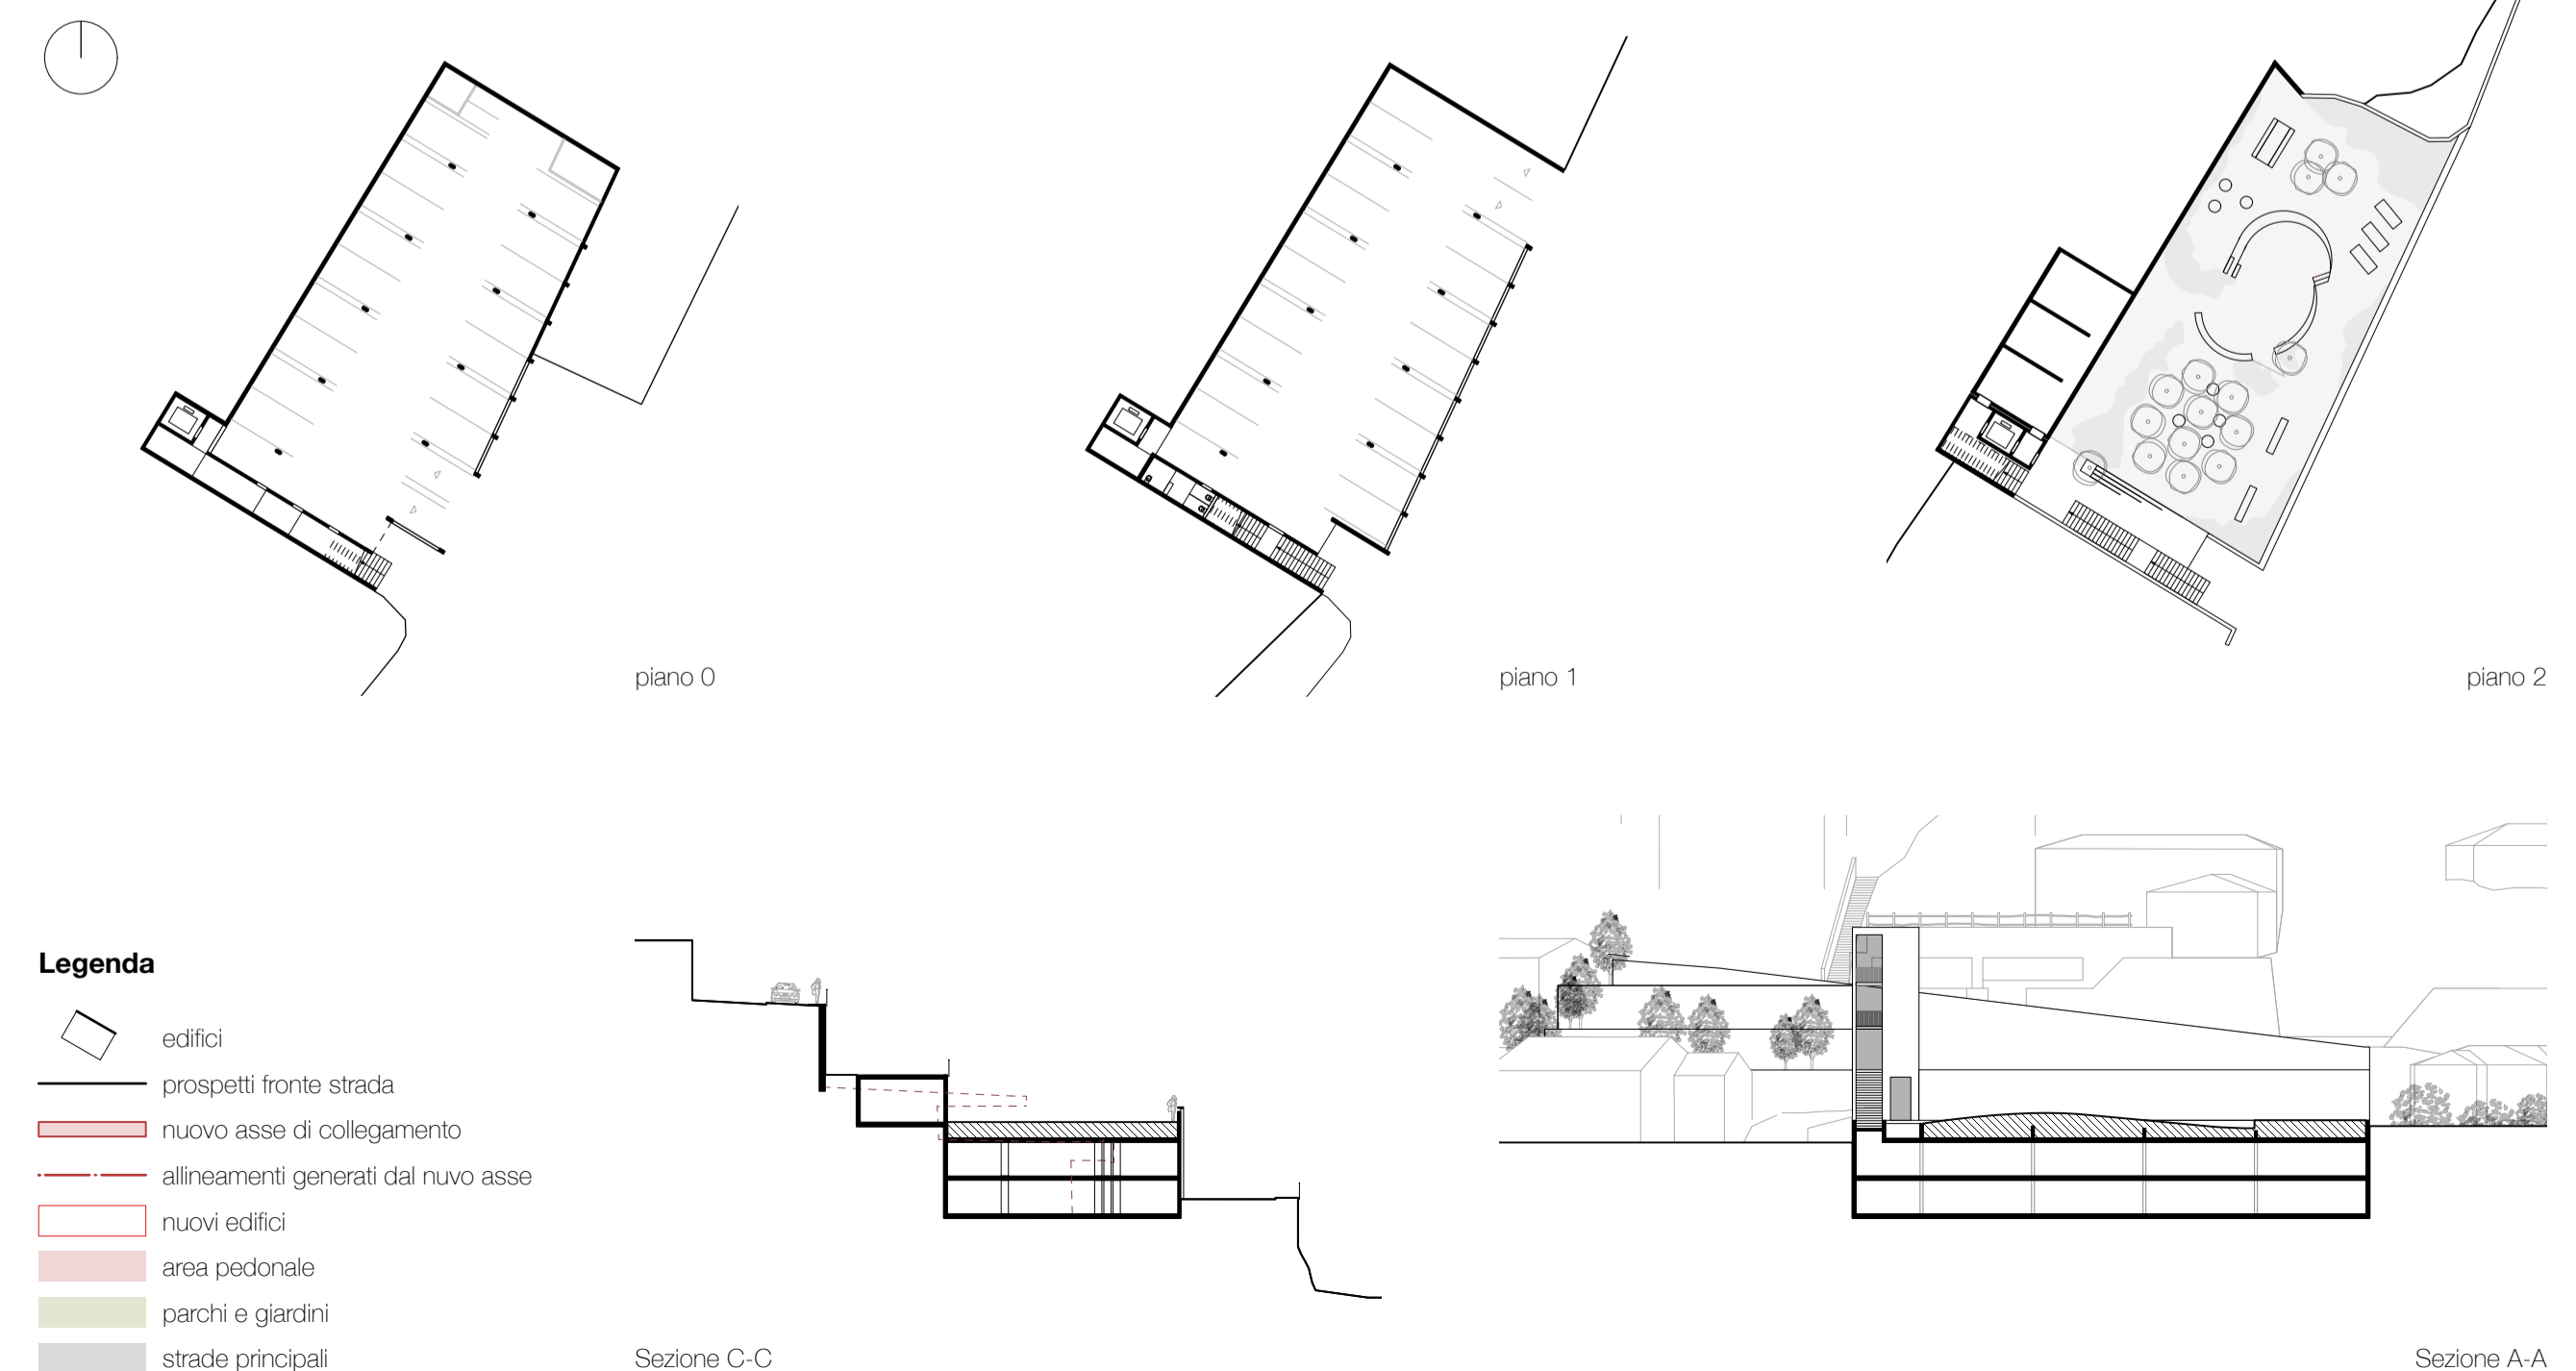 piano 0
piano 1
piano 2
Legenda
edifici
prospetti fronte strada
nuovo asse di collegamento
allineamenti generati dal nuvo asse
nuovi edifici
area pedonale
parchi e giardini
strade principali
Sezione C-C
Sezione A-A